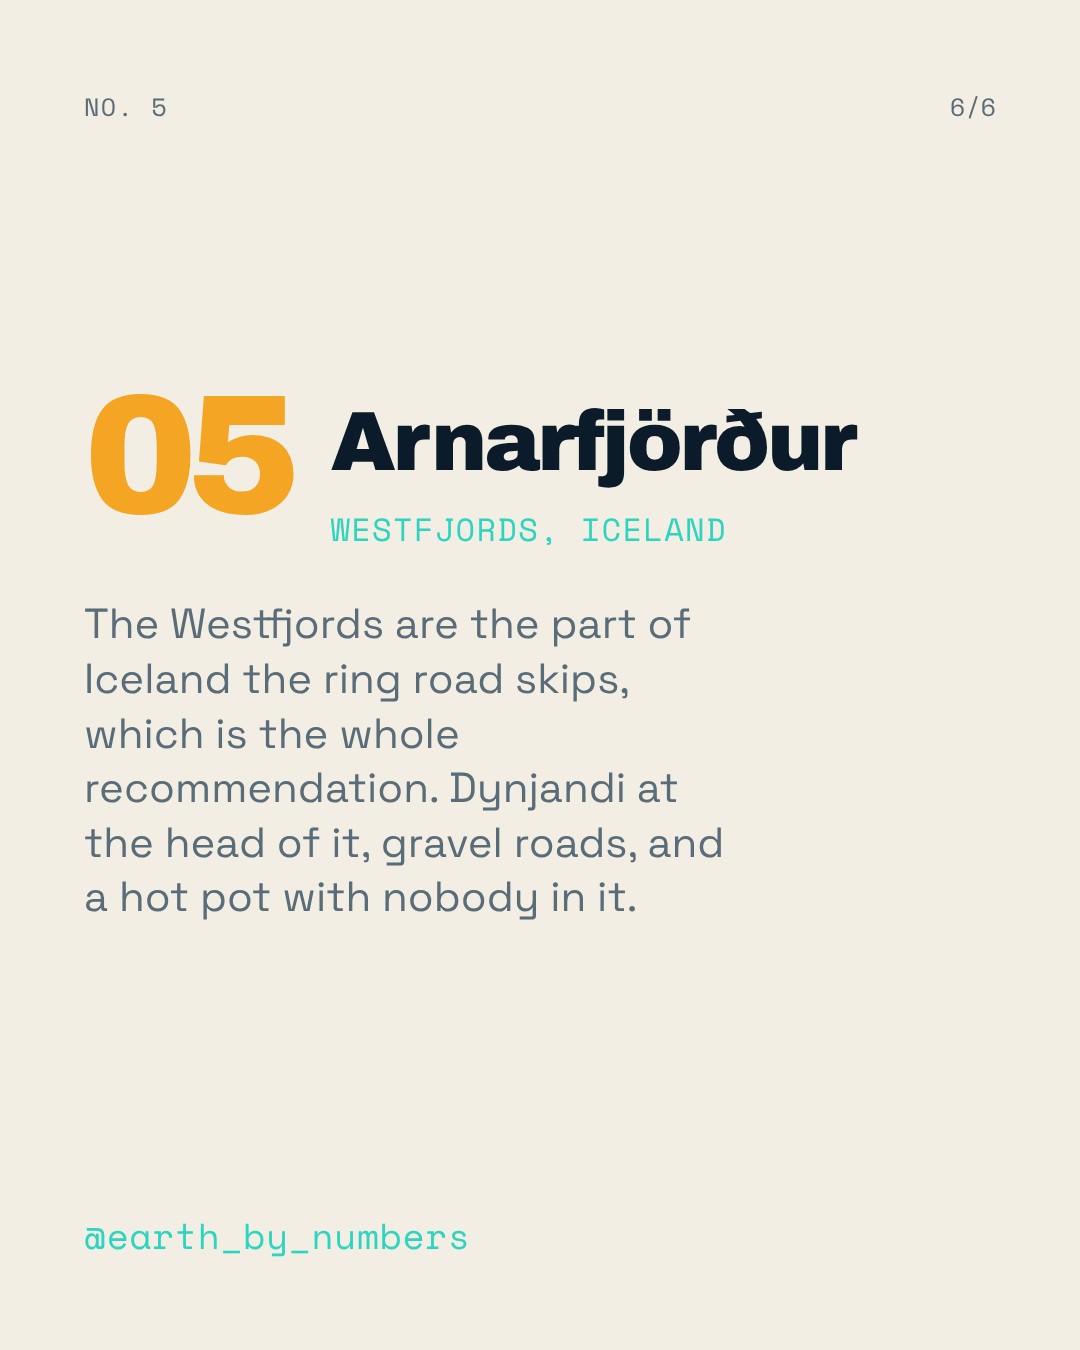 NO. 5
6/6
05
Arnarfjörður
WESTFJORDS, ICELAND
The Westfjords are the part of
Iceland the ring road skips,
which is the whole
recommendation. Dynjandi at
the head of it, gravel roads, and
a hot pot with nobody in it.
@earth_by_numbers